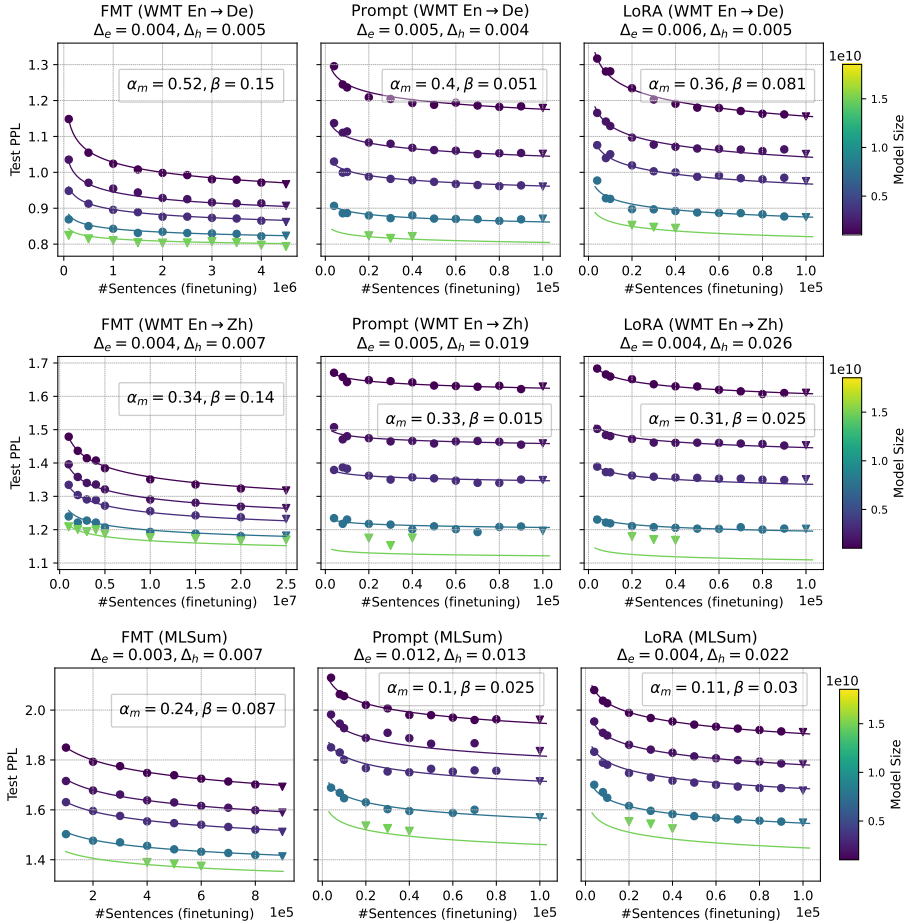 FMT (WMT En→De)
Δe = 0.004, Δh = 0.005
Prompt (WMT En→De)
Δe = 0.005, Δh = 0.004
LoRA (WMT En→De)
Δe = 0.006, Δh = 0.005
αm = 0.52, β = 0.15
αm = 0.4, β = 0.051
αm = 0.36, β = 0.081
Test PPL
1.3
1.2
1.1
1.0
0.9
0.8
0 1 2 3 4
1e6
#Sentences (finetuning)
0.0 0.2 0.4 0.6 0.8 1.0
1e5
#Sentences (finetuning)
0.0 0.2 0.4 0.6 0.8 1.0
1e5
#Sentences (finetuning)
1e10
1.5
1.0
0.5
Model Size
FMT (WMT En→Zh)
Δe = 0.004, Δh = 0.007
Prompt (WMT En→Zh)
Δe = 0.005, Δh = 0.019
LoRA (WMT En→Zh)
Δe = 0.004, Δh = 0.026
αm = 0.34, β = 0.14
αm = 0.33, β = 0.015
αm = 0.31, β = 0.025
Test PPL
1.7
1.6
1.5
1.4
1.3
1.2
1.1
0.0 0.5 1.0 1.5 2.0 2.5
1e7
#Sentences (finetuning)
0.0 0.2 0.4 0.6 0.8 1.0
1e5
#Sentences (finetuning)
0.0 0.2 0.4 0.6 0.8 1.0
1e5
#Sentences (finetuning)
1e10
1.5
1.0
0.5
Model Size
FMT (MLSum)
Δe = 0.003, Δh = 0.007
Prompt (MLSum)
Δe = 0.012, Δh = 0.013
LoRA (MLSum)
Δe = 0.004, Δh = 0.022
αm = 0.24, β = 0.087
αm = 0.1, β = 0.025
αm = 0.11, β = 0.03
Test PPL
2.0
1.8
1.6
1.4
2 4 6 8
1e5
#Sentences (finetuning)
0.0 0.2 0.4 0.6 0.8 1.0
1e5
#Sentences (finetuning)
0.0 0.2 0.4 0.6 0.8 1.0
1e5
#Sentences (finetuning)
1e10
1.5
1.0
0.5
Model Size